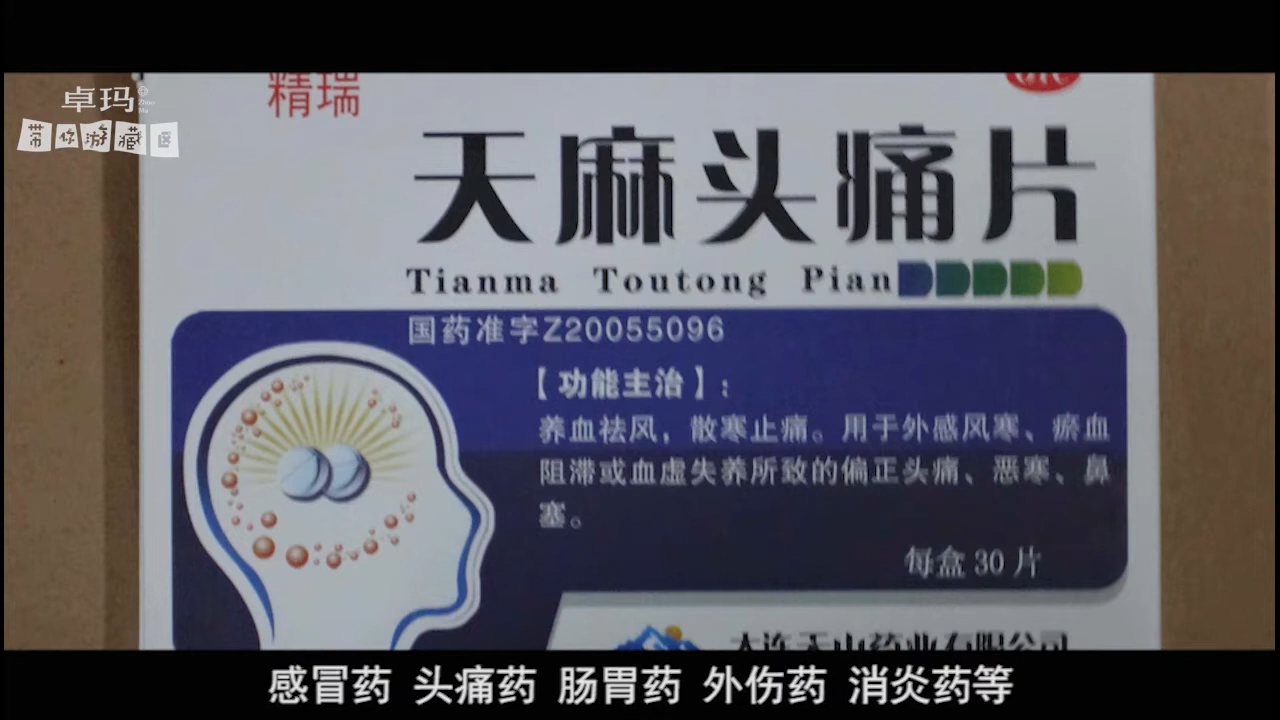 精瑞
卓玛
带你游藏区
天麻头痛片
Tianma Toutong Pian
国药准字Z20055096
【功能主治】：
养血祛风，散寒止痛。用于外感风寒、瘀血
阻滞或血虚失养所致的偏正头痛、恶寒、鼻
塞。
每盒 30 片
感冒药 头痛药 肠胃药 外伤药 消炎药等